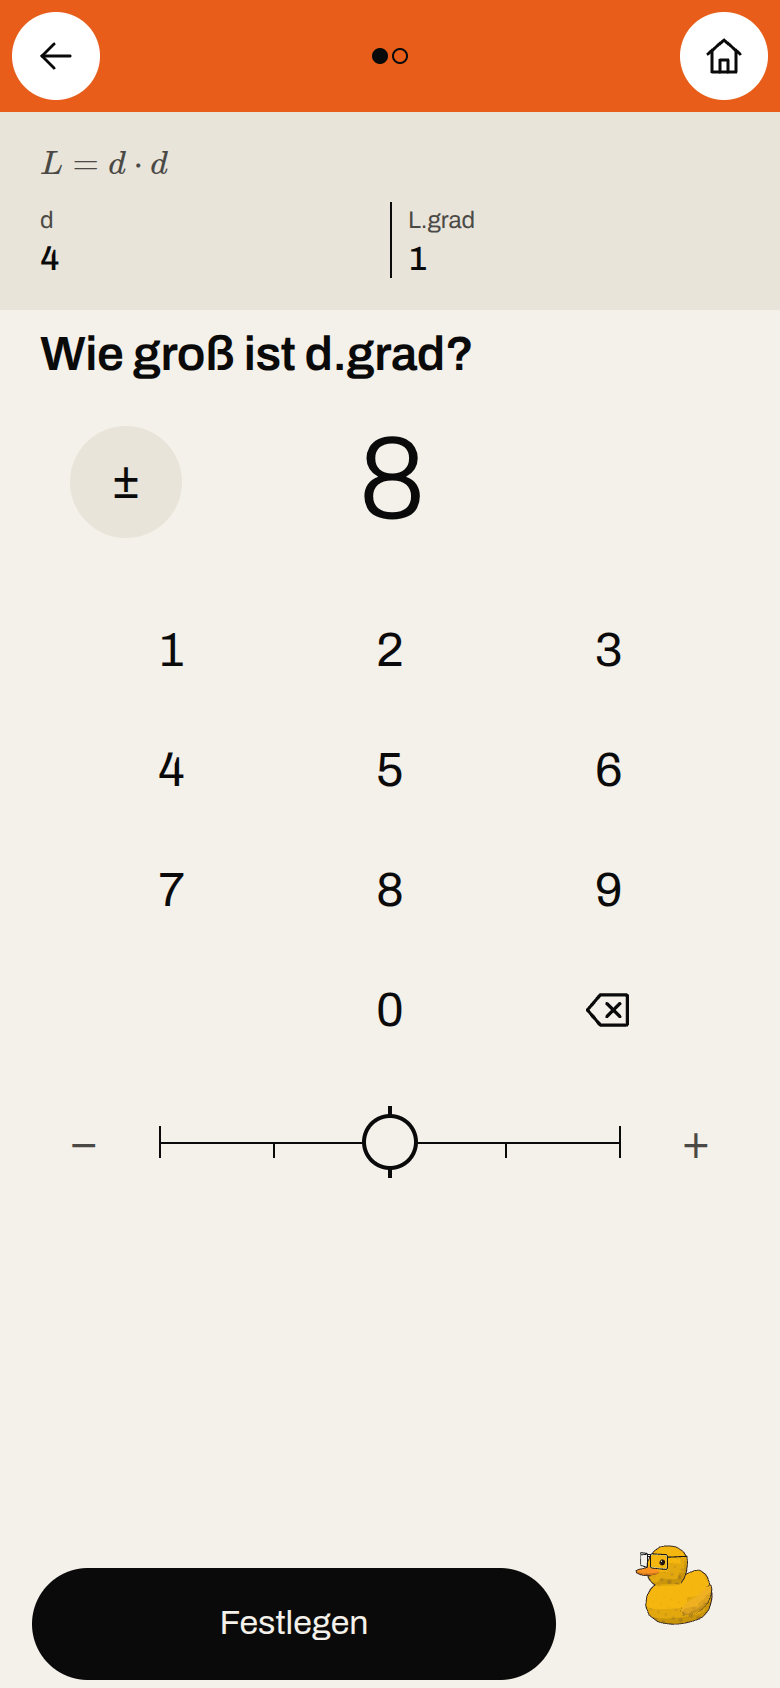 L = d · d
d
L.grad
4
1
Wie groß ist d.grad?
±
8
1 2 3
4 5 6
7 8 9
0
− +
Festlegen